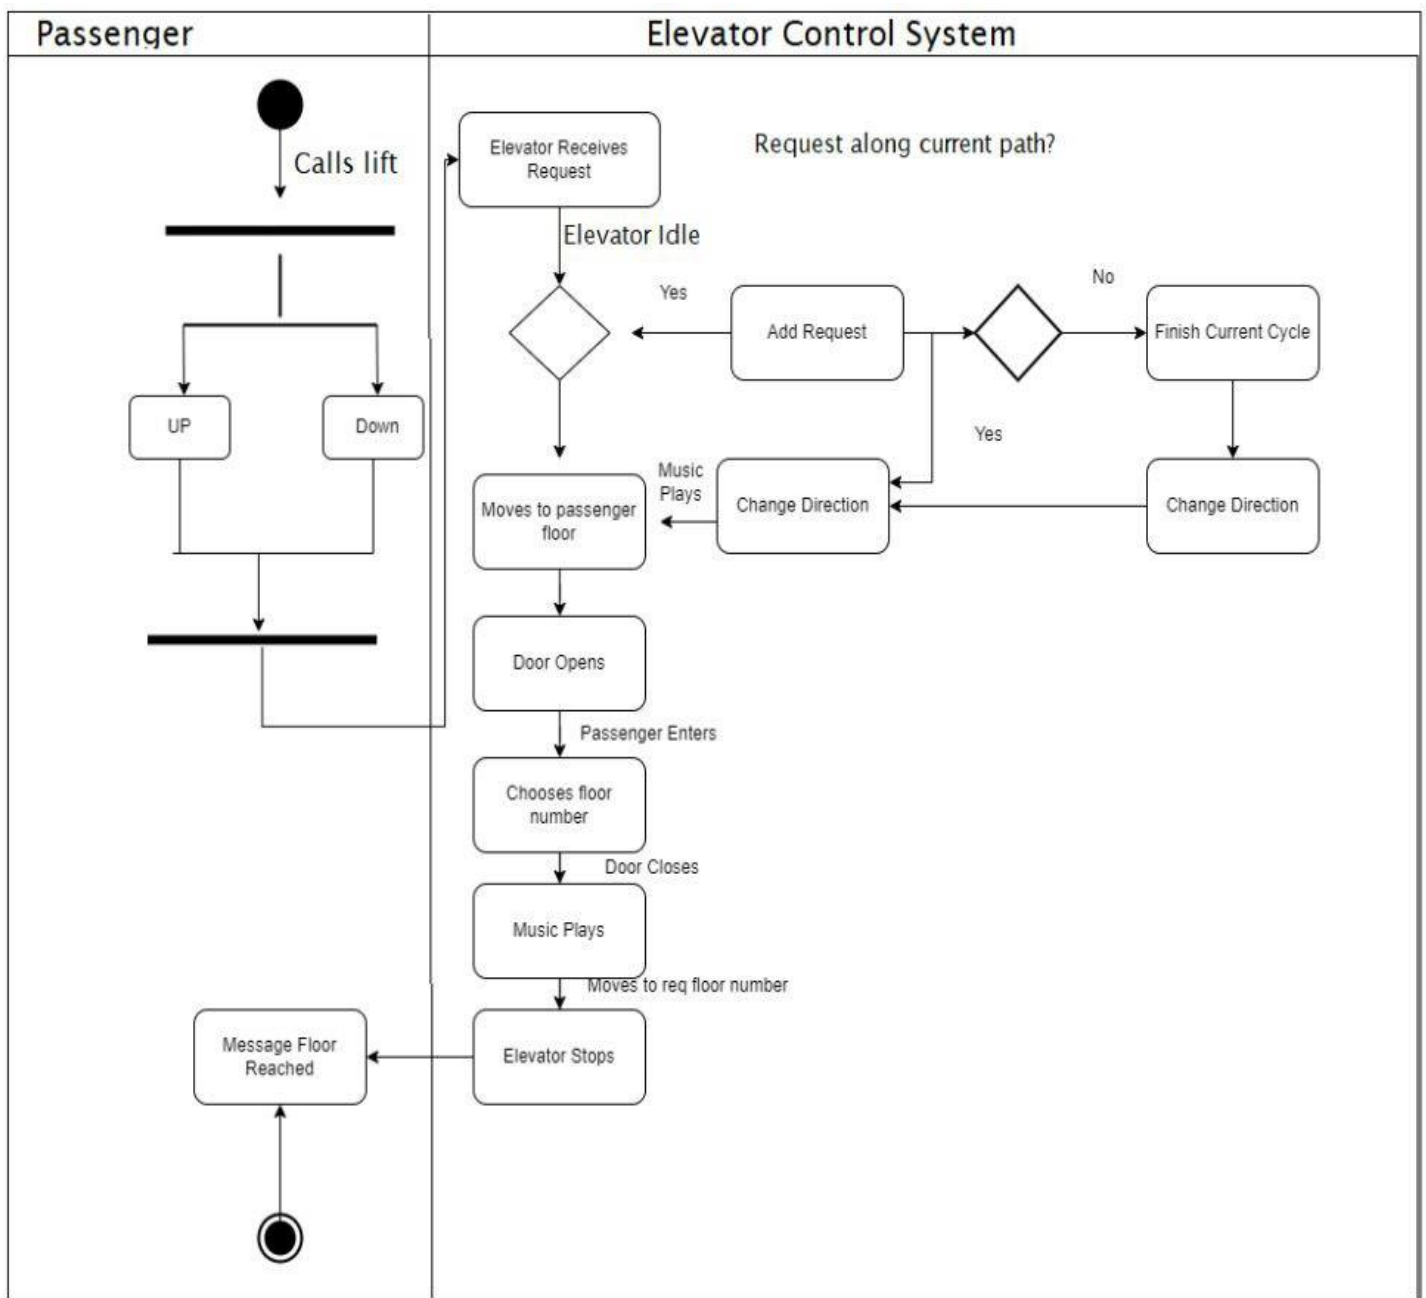 Passenger
Elevator Control System
Calls lift
Elevator Receives
Request
Request along current path?
Elevator Idle
Yes
Add Request
No
Finish Current Cycle
UP
Down
Yes
Music
Plays
Moves to passenger
floor
Change Direction
Change Direction
Door Opens
Passenger Enters
Chooses floor
number
Door Closes
Music Plays
Moves to req floor number
Message Floor
Reached
Elevator Stops